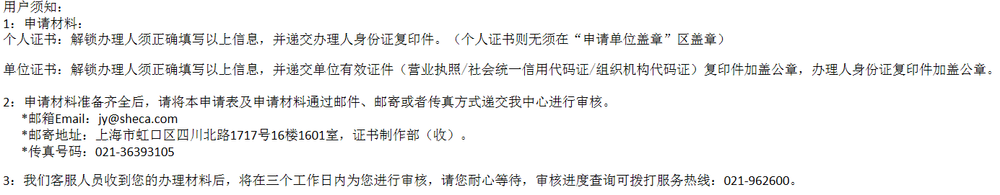 用户须知：
1：申请材料：
个人证书：解锁办理人须正确填写以上信息，并递交办理人身份证复印件。（个人证书则无须在“申请单位盖章”区盖章）
单位证书：解锁办理人须正确填写以上信息，并递交单位有效证件（营业执照/社会统一信用代码证/组织机构代码证）复印件加盖公章，办理人身份证复印件加盖公章。
2：申请材料准备齐全后，请将本申请表及申请材料通过邮件、邮寄或者传真方式递交我中心进行审核。
*邮箱Email：jy@sheca.com
*邮寄地址：上海市虹口区四川北路1717号16楼1601室，证书制作部（收）。
*传真号码：021-36393105
3：我们客服人员收到您的办理材料后，将在三个工作日内为您进行审核，请您耐心等待，审核进度查询可拨打服务热线：021-962600。